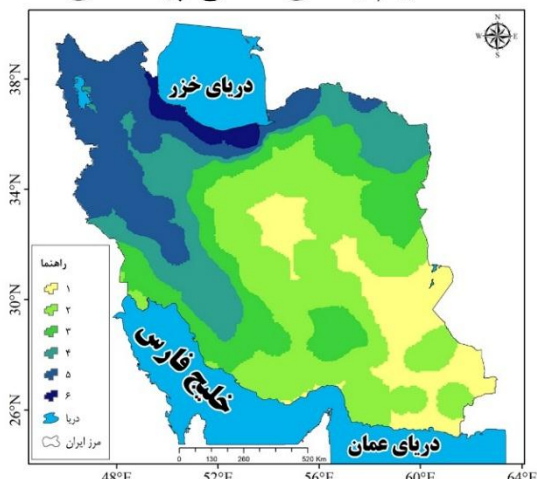 N
W E
S
38°N
34°N
30°N
26°N
دریای خزر
خلیج فارس
دریای عمان
راهنما
۱
۲
۳
۴
۵
۶
دریا
مرز ایران
0 130 260 520 Km
48°E 52°E 56°E 60°E 64°E